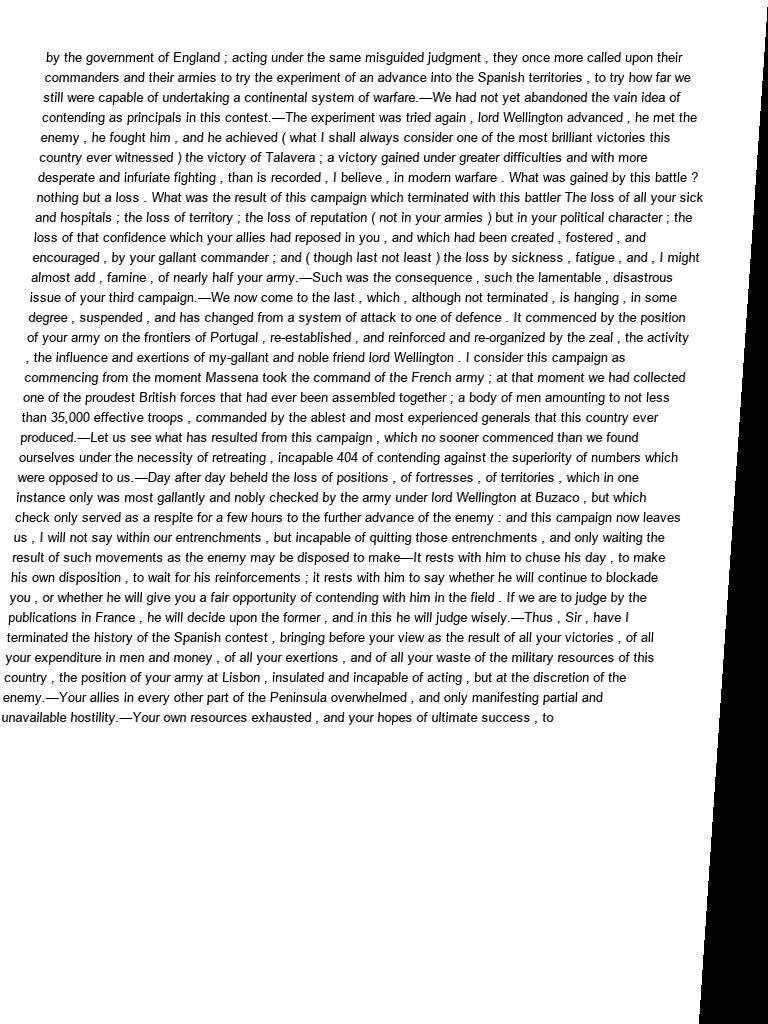 by the government of England ; acting under the same misguided judgment , they once more called upon their
commanders and their armies to try the experiment of an advance into the Spanish territories , to try how far we
still were capable of undertaking a continental system of warfare.—We had not yet abandoned the vain idea of
contending as principals in this contest.—The experiment was tried again , lord Wellington advanced , he met the
enemy , he fought him , and he achieved ( what I shall always consider one of the most brilliant victories this
country ever witnessed ) the victory of Talavera ; a victory gained under greater difficulties and with more
desperate and infuriate fighting , than is recorded , I believe , in modern warfare . What was gained by this battle ?
nothing but a loss . What was the result of this campaign which terminated with this battler The loss of all your sick
and hospitals ; the loss of territory ; the loss of reputation ( not in your armies ) but in your political character ; the
loss of that confidence which your allies had reposed in you , and which had been created , fostered , and
encouraged , by your gallant commander ; and ( though last not least ) the loss by sickness , fatigue , and , I might
almost add , famine , of nearly half your army.—Such was the consequence , such the lamentable , disastrous
issue of your third campaign.—We now come to the last , which , although not terminated , is hanging , in some
degree , suspended , and has changed from a system of attack to one of defence . It commenced by the position
of your army on the frontiers of Portugal , re-established , and reinforced and re-organized by the zeal , the activity
, the influence and exertions of my-gallant and noble friend lord Wellington . I consider this campaign as
commencing from the moment Massena took the command of the French army ; at that moment we had collected
one of the proudest British forces that had ever been assembled together ; a body of men amounting to not less
than 35,000 effective troops , commanded by the ablest and most experienced generals that this country ever
produced.—Let us see what has resulted from this campaign , which no sooner commenced than we found
ourselves under the necessity of retreating , incapable 404 of contending against the superiority of numbers which
were opposed to us.—Day after day beheld the loss of positions , of fortresses , of territories , which in one
instance only was most gallantly and nobly checked by the army under lord Wellington at Buzaco , but which
check only served as a respite for a few hours to the further advance of the enemy : and this campaign now leaves
us , I will not say within our entrenchments , but incapable of quitting those entrenchments , and only waiting the
result of such movements as the enemy may be disposed to make—It rests with him to chuse his day , to make
his own disposition , to wait for his reinforcements ; it rests with him to say whether he will continue to blockade
you , or whether he will give you a fair opportunity of contending with him in the field . If we are to judge by the
publications in France , he will decide upon the former , and in this he will judge wisely.—Thus , Sir , have I
terminated the history of the Spanish contest , bringing before your view as the result of all your victories , of all
your expenditure in men and money , of all your exertions , and of all your waste of the military resources of this
country , the position of your army at Lisbon , insulated and incapable of acting , but at the discretion of the
enemy.—Your allies in every other part of the Peninsula overwhelmed , and only manifesting partial and
unavailable hostility.—Your own resources exhausted , and your hopes of ultimate success , to